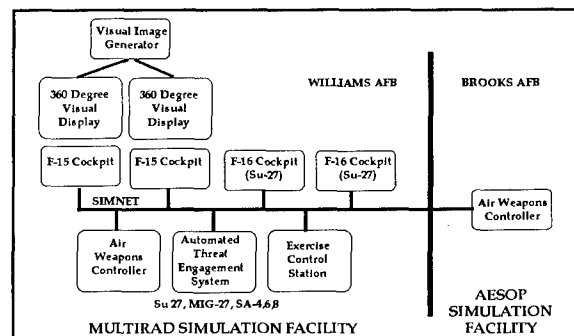 Visual Image
Generator
WILLIAMS AFB
BROOKS AFB
360 Degree
Visual
Display
360 Degree
Visual
Display
F-15 Cockpit
F-15 Cockpit
F-16 Cockpit
(Su-27)
F-16 Cockpit
(Su-27)
SIMNET
Air Weapons
Controller
Air
Weapons
Controller
Automated
Threat
Engagement
System
Exercise
Control
Station
Su 27, MIG-27, SA-4,6,8
MULTIRAD SIMULATION FACILITY
AESOP
SIMULATION
FACILITY